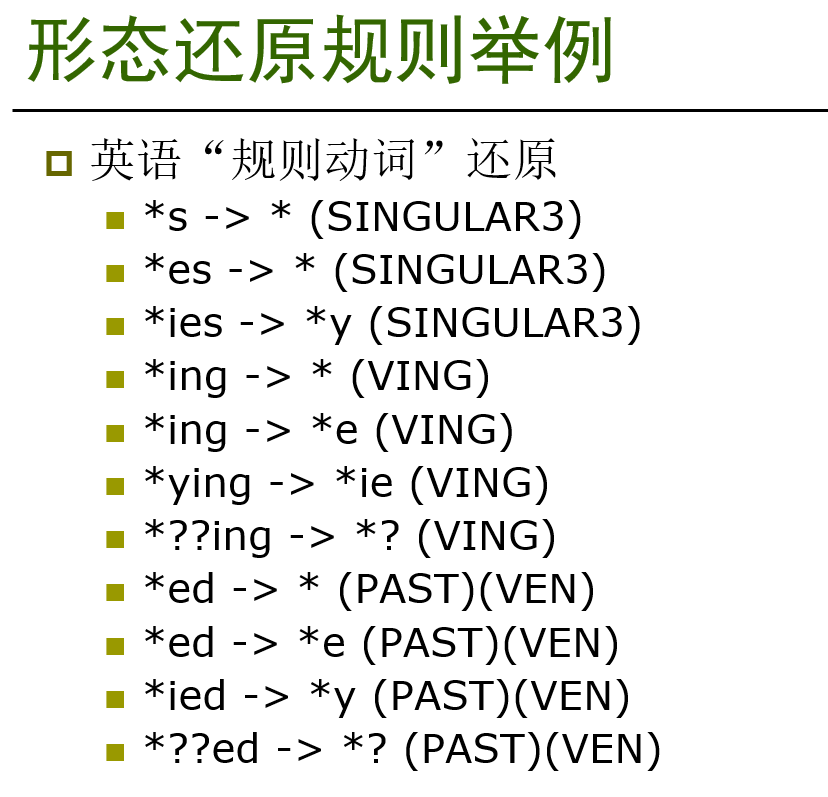 形态还原规则举例
英语“规则动词”还原
*s -> * (SINGULAR3)
*es -> * (SINGULAR3)
*ies -> *y (SINGULAR3)
*ing -> * (VING)
*ing -> *e (VING)
*ying -> *ie (VING)
*??ing -> *? (VING)
*ed -> * (PAST)(VEN)
*ed -> *e (PAST)(VEN)
*ied -> *y (PAST)(VEN)
*??ed -> *? (PAST)(VEN)